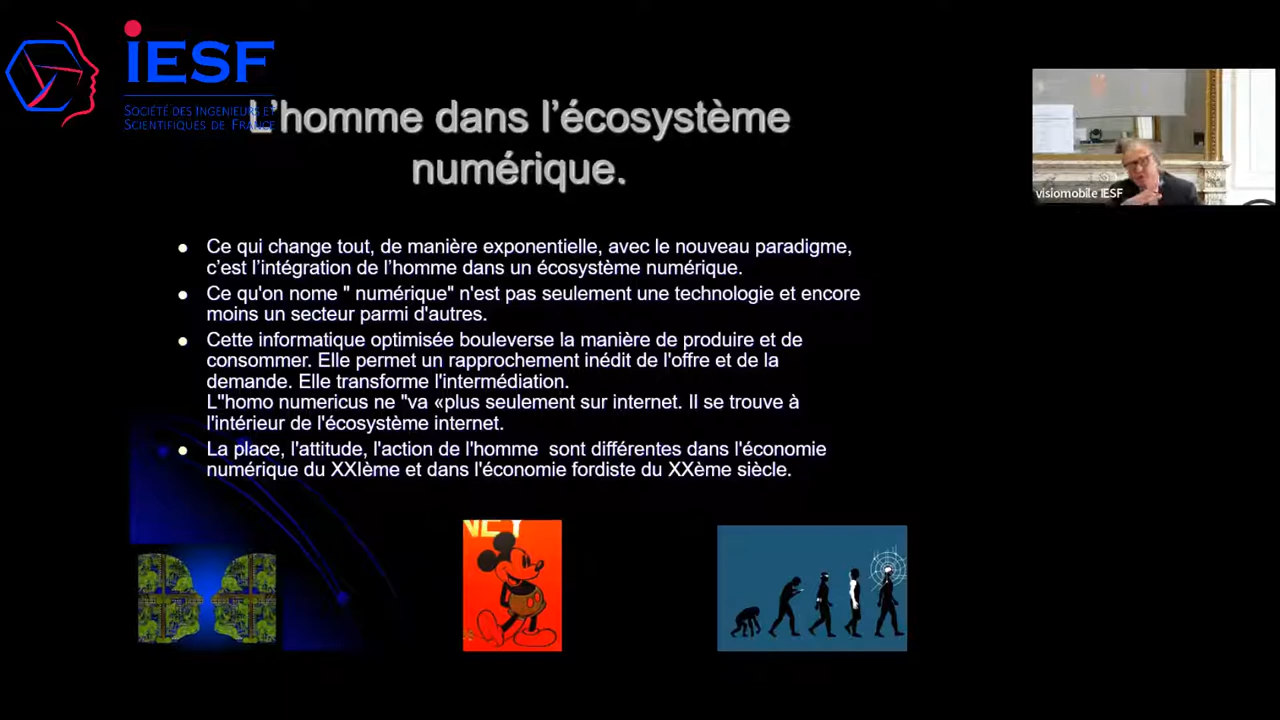 iESF
SOCIÉTÉ DES INGENIEURS ET
SCIENTIFIQUES DE FRANCE
L'homme dans l'écosystème
numérique.
visiomobile IESF
Ce qui change tout, de manière exponentielle, avec le nouveau paradigme,
c'est l'intégration de l'homme dans un écosystème numérique.
Ce qu'on nome " numérique" n'est pas seulement une technologie et encore
moins un secteur parmi d'autres.
Cette informatique optimisée bouleverse la manière de produire et de
consommer. Elle permet un rapprochement inédit de l'offre et de la
demande. Elle transforme l'intermédiation.
L"homo numericus ne "va «plus seulement sur internet. Il se trouve à
l'intérieur de l'écosystème internet.
La place, l'attitude, l'action de l'homme  sont différentes dans l'économie
numérique du XXIème et dans l'économie fordiste du XXème siècle.
NEY